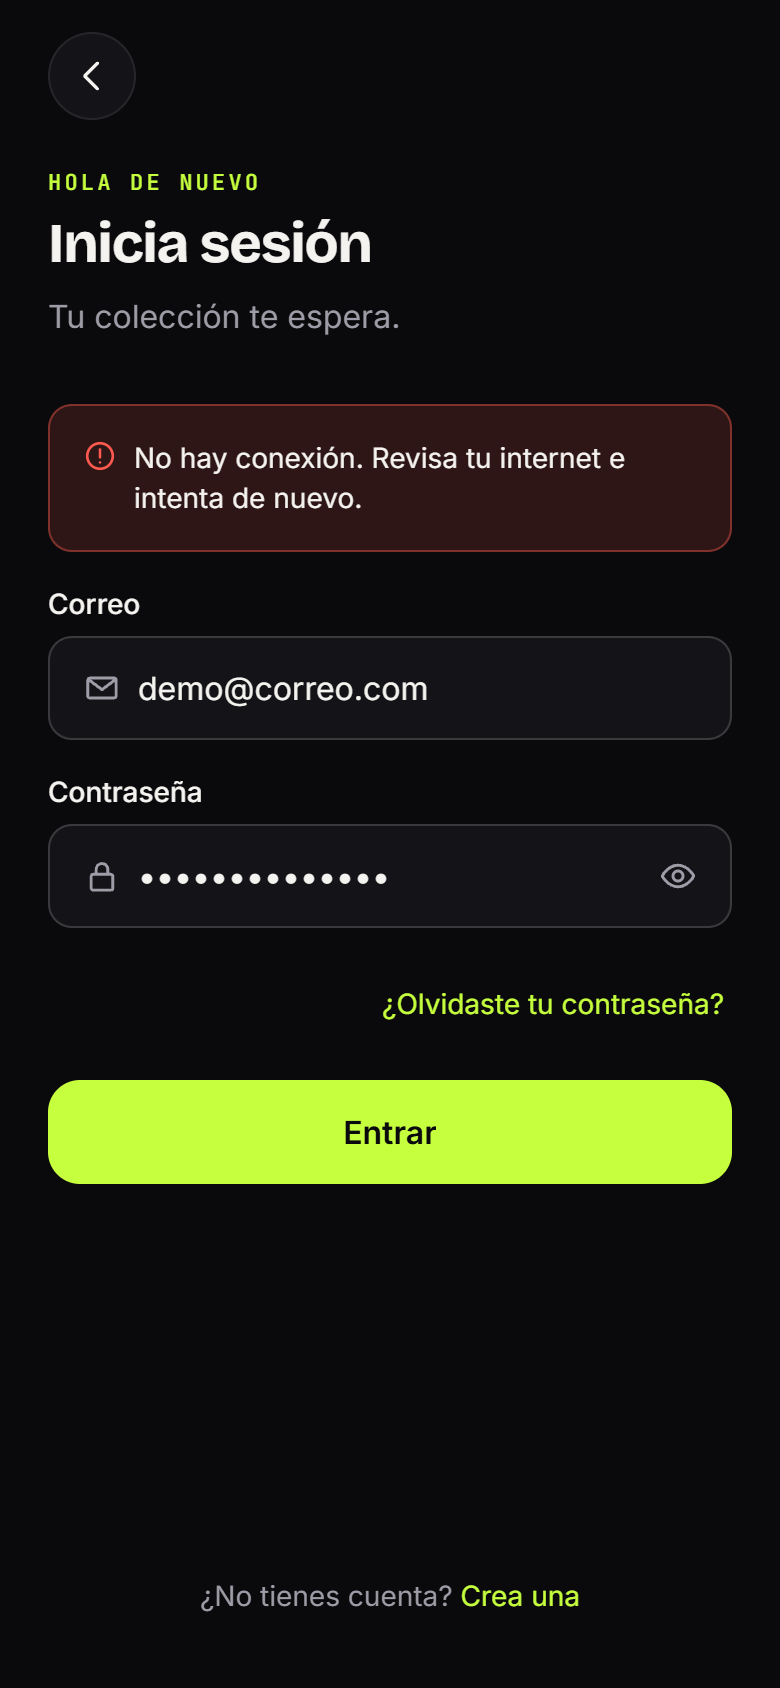 HOLA DE NUEVO
Inicia sesión
Tu colección te espera.
No hay conexión. Revisa tu internet e
intenta de nuevo.
Correo
demo@correo.com
Contraseña
••••••••••••••
¿Olvidaste tu contraseña?
Entrar
¿No tienes cuenta? Crea una